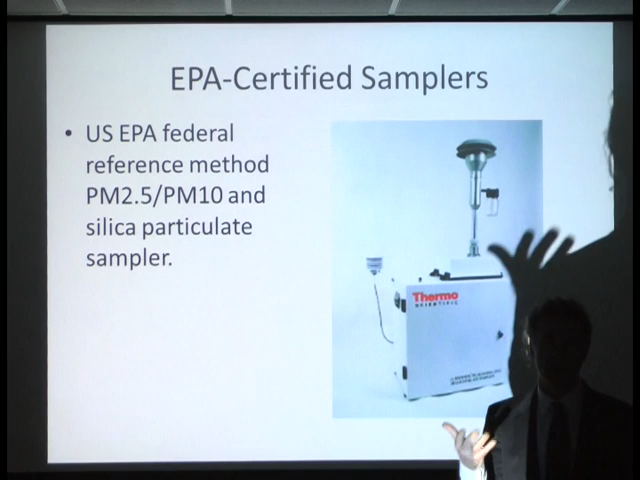 EPA-Certified Samplers
• US EPA federal
reference method
PM2.5/PM10 and
silica particulate
sampler.
Thermo
SCIENTIFIC